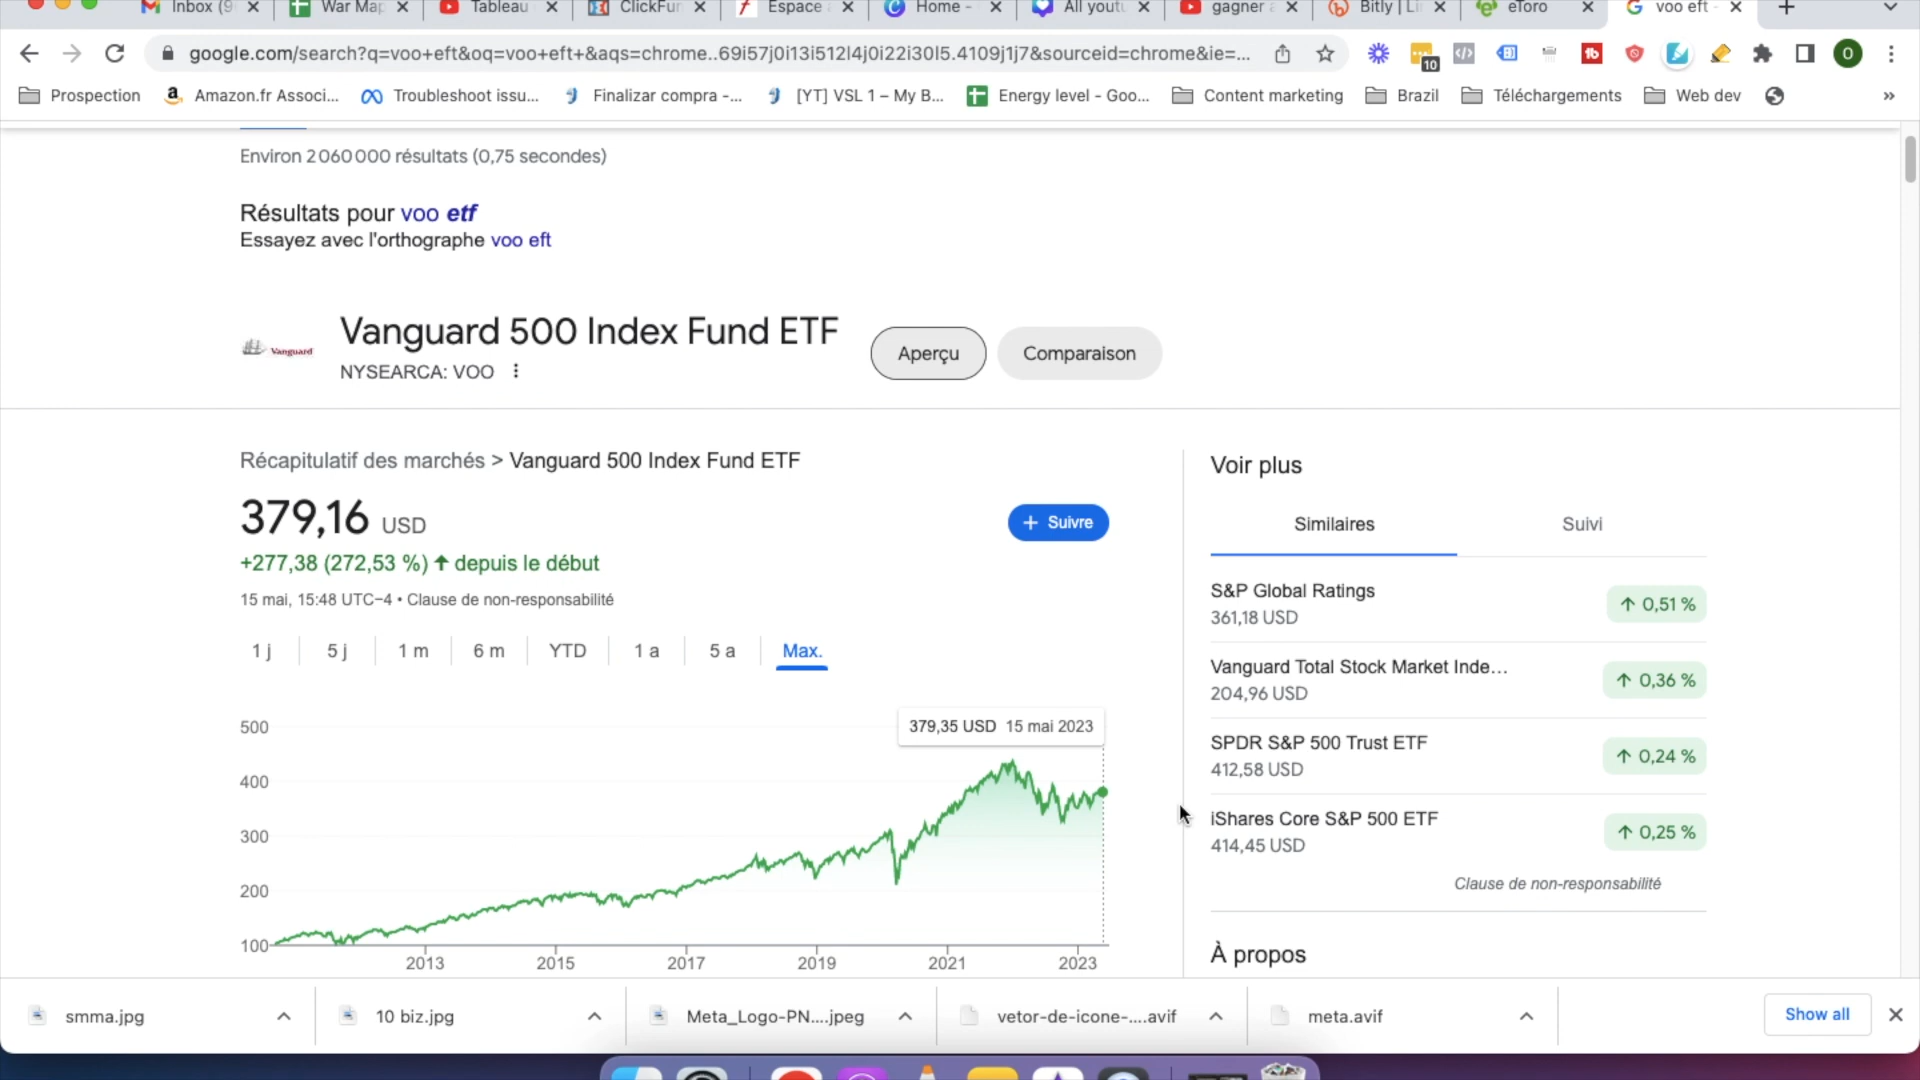 Inbox (9
War Map
Tableau
ClickFun
Espace
Home -
All youtu
gagner a
Bitly | Li
eToro
voo eft -
google.com/search?q=voo+eft&oq=voo+eft+&aqs=chrome..69i57j0i13i512l4j0i22i30l5.4109j1j7&sourceid=chrome&ie=...
10
O
Prospection
Amazon.fr Associ...
Troubleshoot issu...
Finalizar compra -...
[YT] VSL 1 – My B...
Energy level - Goo...
Content marketing
Brazil
Téléchargements
Web dev
»
Environ 2 060 000 résultats (0,75 secondes)
Résultats pour voo etf
Essayez avec l'orthographe voo eft
Vanguard
Vanguard 500 Index Fund ETF
NYSEARCA: VOO
Aperçu
Comparaison
Récapitulatif des marchés > Vanguard 500 Index Fund ETF
379,16 USD
+ Suivre
+277,38 (272,53 %) ↑ depuis le début
15 mai, 15:48 UTC−4 • Clause de non-responsabilité
1 j
5 j
1 m
6 m
YTD
1 a
5 a
Max.
379,35 USD 15 mai 2023
500
400
300
200
100
2013
2015
2017
2019
2021
2023
Voir plus
Similaires
Suivi
S&P Global Ratings
361,18 USD
↑ 0,51 %
Vanguard Total Stock Market Inde...
204,96 USD
↑ 0,36 %
SPDR S&P 500 Trust ETF
412,58 USD
↑ 0,24 %
iShares Core S&P 500 ETF
414,45 USD
↑ 0,25 %
Clause de non-responsabilité
À propos
smma.jpg
10 biz.jpg
Meta_Logo-PN....jpeg
vetor-de-icone-....avif
meta.avif
Show all